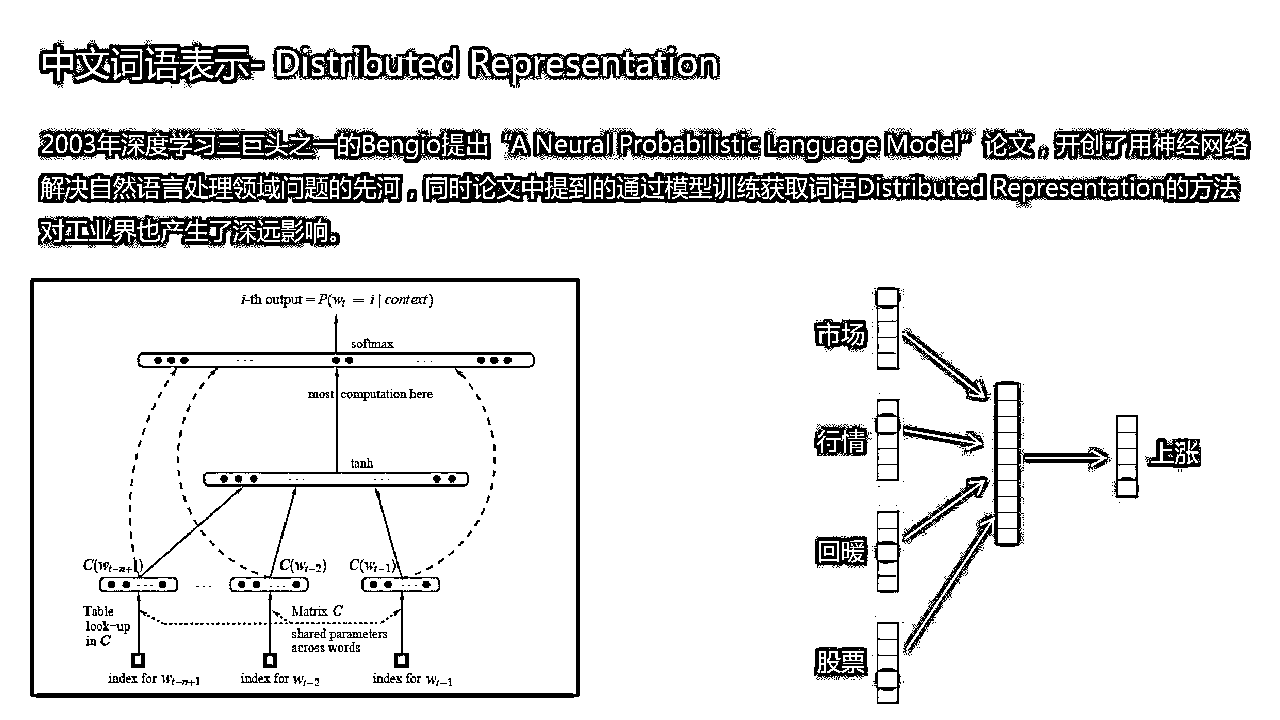 中文词语表示- Distributed Representation
2003年深度学习三巨头之一的Bengio提出“A Neural Probabilistic Language Model”论文，开创了用神经网络
解决自然语言处理领域问题的先河，同时论文中提到的通过模型训练获取词语Distributed Representation的方法
对工业界也产生了深远影响。
i-th output = P(w_t = i | context)
softmax
. . .
. . .
most computation here
tanh
. . .
. . .
C(w_{t−n+1})
C(w_{t−2})
C(w_{t−1})
. . .
Table
look−up
in C
Matrix C
shared parameters
across words
index for w_{t−n+1}
index for w_{t−2}
index for w_{t−1}
市场
行情
回暖
股票
上涨